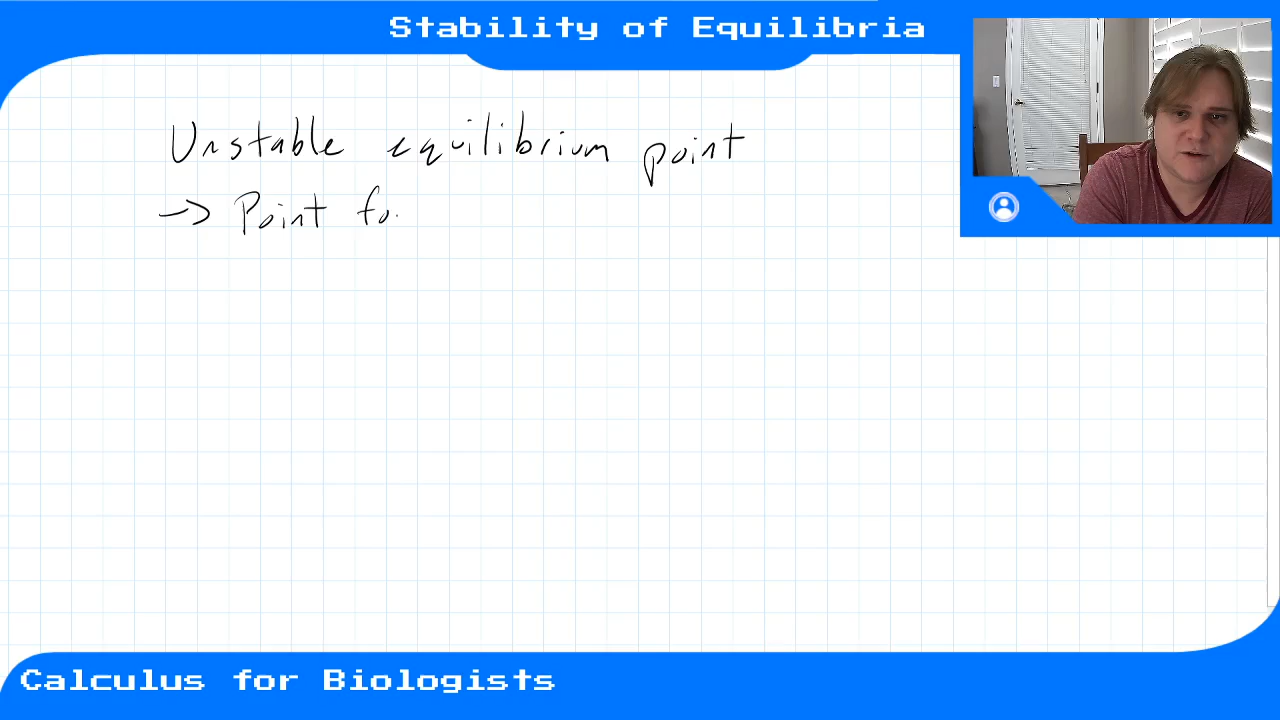 Stability of Equilibria
Unstable equilibrium point
-> Point fo
Calculus for Biologists